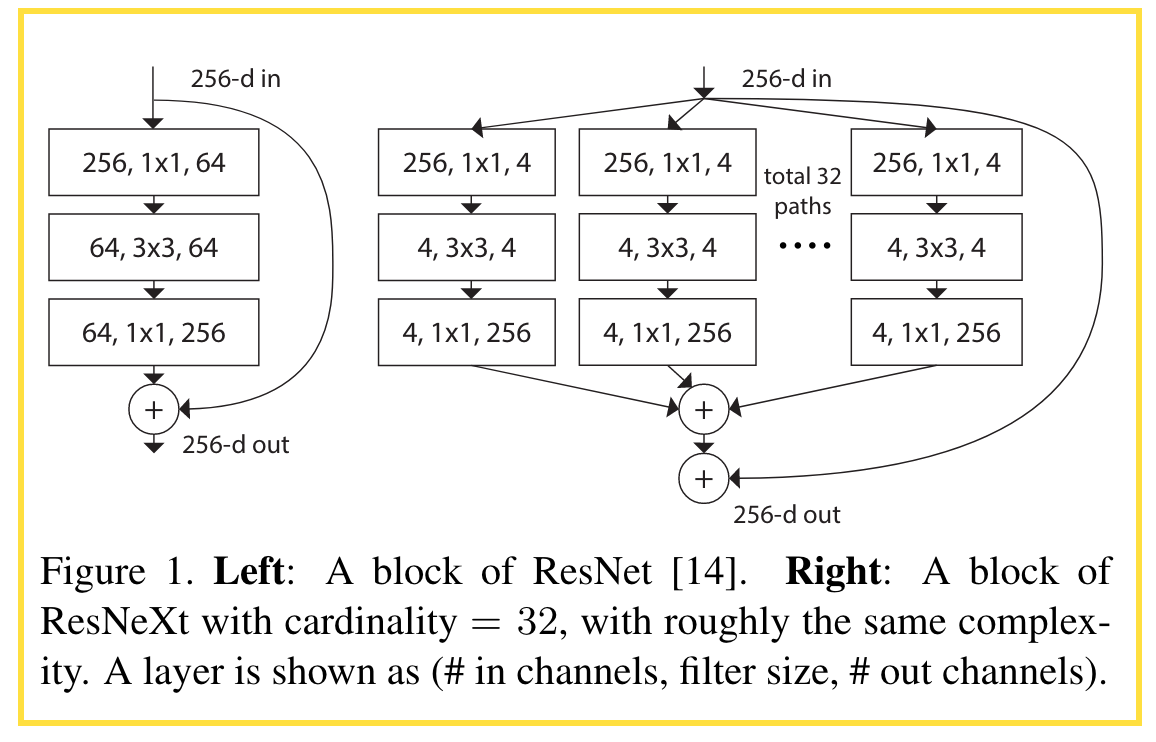 256-d in
256, 1x1, 64
64, 3x3, 64
64, 1x1, 256
+
256-d out
256-d in
256, 1x1, 4
256, 1x1, 4
total 32
paths
256, 1x1, 4
4, 3x3, 4
4, 3x3, 4
....
4, 3x3, 4
4, 1x1, 256
4, 1x1, 256
4, 1x1, 256
+
+
256-d out
Figure 1. Left: A block of ResNet [14]. Right: A block of
ResNeXt with cardinality = 32, with roughly the same complex-
ity. A layer is shown as (# in channels, filter size, # out channels).